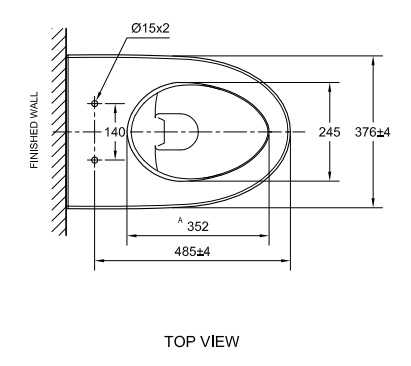 Ø15x2
FINISHED WALL
140
245
376±4
A 352
485±4
TOP VIEW